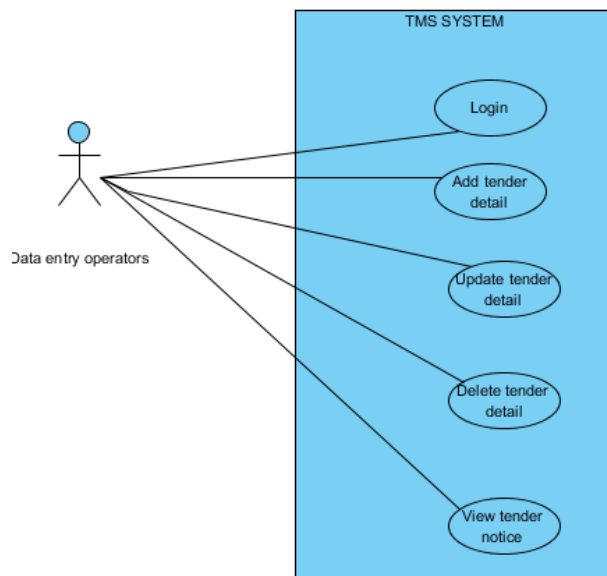 TMS SYSTEM
Login
Add tender
detail
Data entry operators
Update tender
detail
Delete tender
detail
View tender
notice